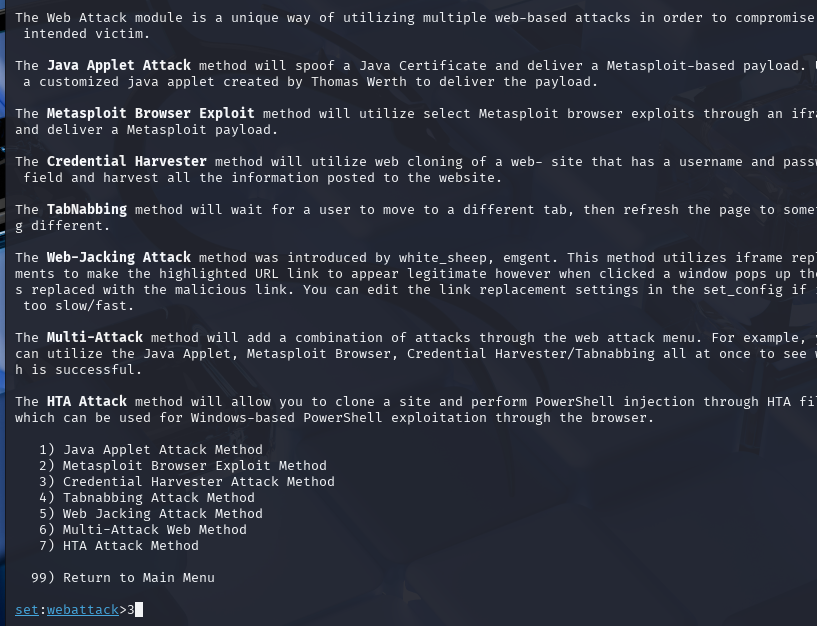 The Web Attack module is a unique way of utilizing multiple web-based attacks in order to compromise
intended victim.
The Java Applet Attack method will spoof a Java Certificate and deliver a Metasploit-based payload.
a customized java applet created by Thomas Werth to deliver the payload.
The Metasploit Browser Exploit method will utilize select Metasploit browser exploits through an ifra
and deliver a Metasploit payload.
The Credential Harvester method will utilize web cloning of a web- site that has a username and passw
field and harvest all the information posted to the website.
The TabNabbing method will wait for a user to move to a different tab, then refresh the page to somet
g different.
The Web-Jacking Attack method was introduced by white_sheep, emgent. This method utilizes iframe repl
ments to make the highlighted URL link to appear legitimate however when clicked a window pops up the
s replaced with the malicious link. You can edit the link replacement settings in the set_config if
too slow/fast.
The Multi-Attack method will add a combination of attacks through the web attack menu. For example,
can utilize the Java Applet, Metasploit Browser, Credential Harvester/Tabnabbing all at once to see
h is successful.
The HTA Attack method will allow you to clone a site and perform PowerShell injection through HTA fil
which can be used for Windows-based PowerShell exploitation through the browser.
1) Java Applet Attack Method
2) Metasploit Browser Exploit Method
3) Credential Harvester Attack Method
4) Tabnabbing Attack Method
5) Web Jacking Attack Method
6) Multi-Attack Web Method
7) HTA Attack Method
99) Return to Main Menu
set:webattack>3